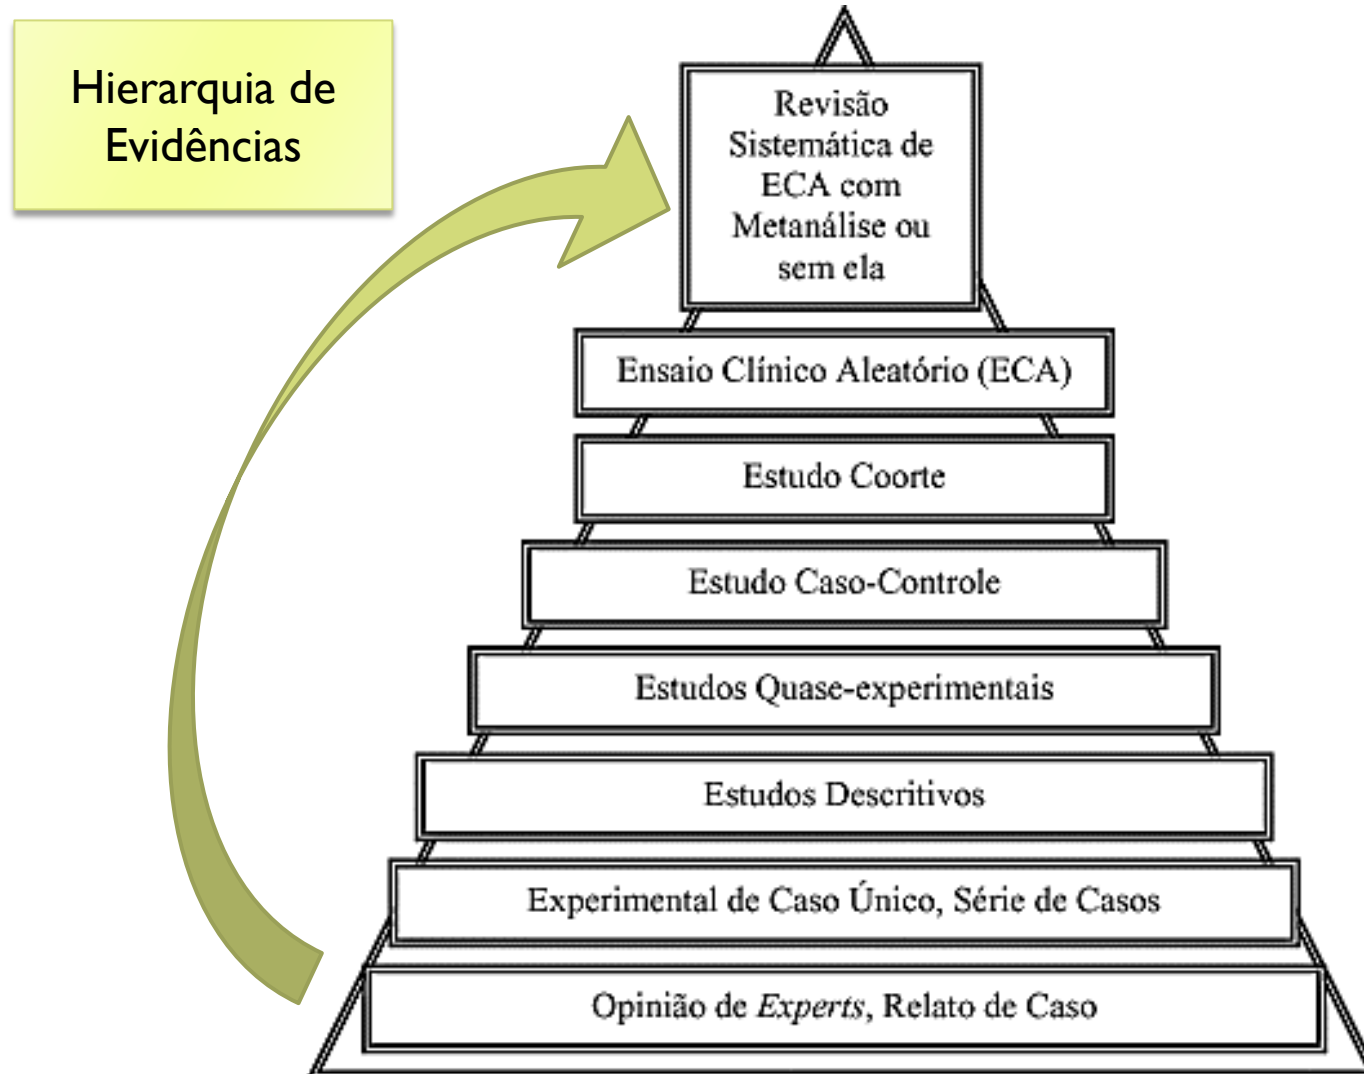 Hierarquia de
Evidências
Revisão
Sistemática de
ECA com
Metanálise ou
sem ela
Ensaio Clínico Aleatório (ECA)
Estudo Coorte
Estudo Caso-Controle
Estudos Quase-experimentais
Estudos Descritivos
Experimental de Caso Único, Série de Casos
Opinião de Experts, Relato de Caso